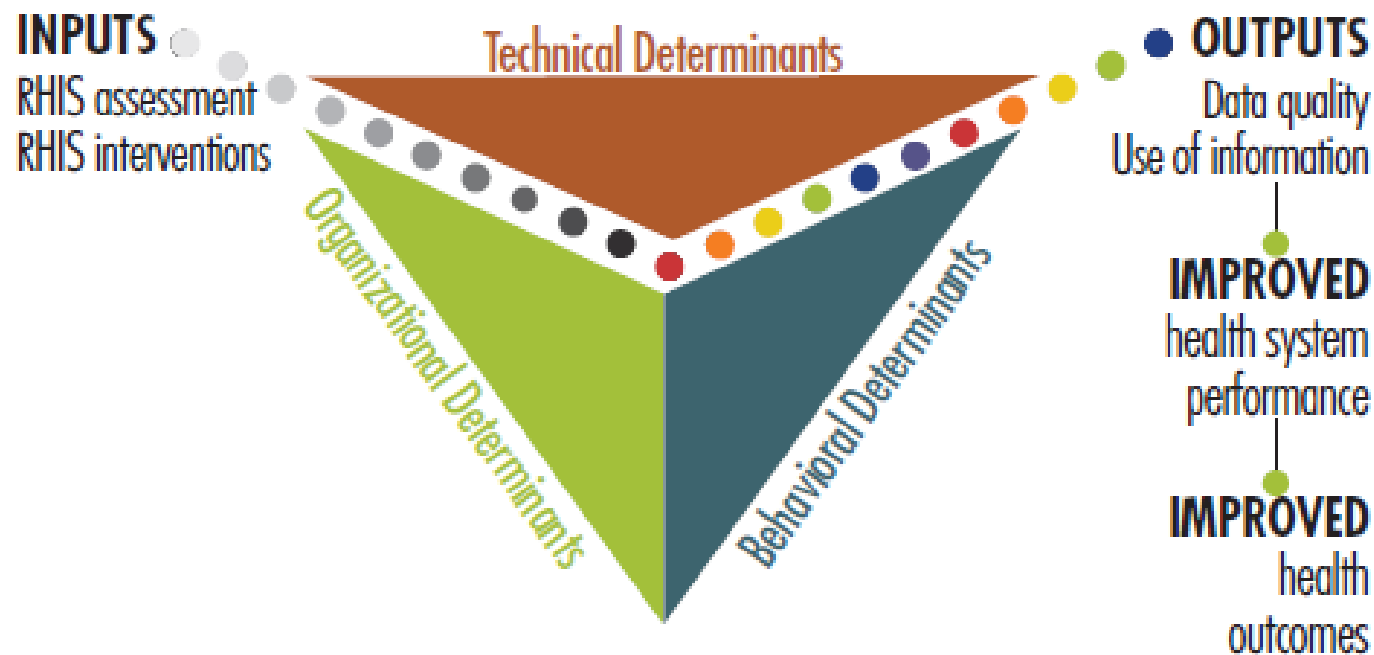 INPUTS
RHIS assessment
RHIS interventions
Technical Determinants
Organizational Determinants
Behavioral Determinants
OUTPUTS
Data quality
Use of information
IMPROVED
health system
performance
IMPROVED
health
outcomes